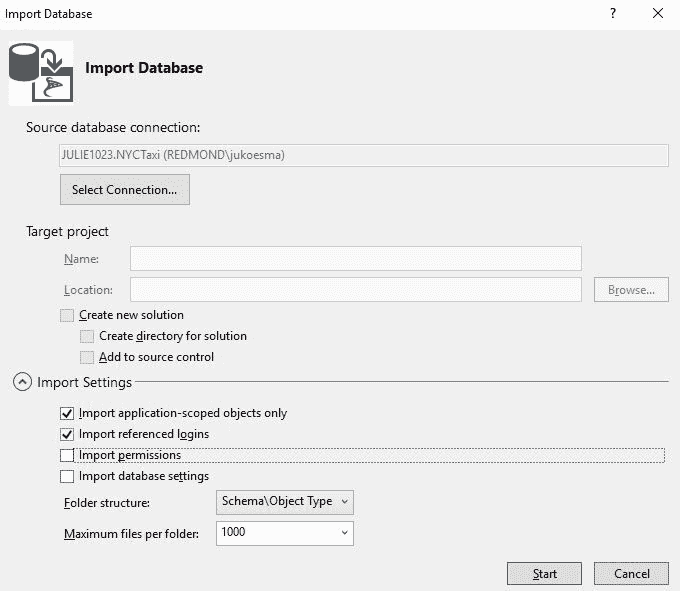 Import Database
?
Import Database
Source database connection:
JULIE1023.NYCTaxi (REDMOND\jukoesma)
Select Connection...
Target project
Name:
Location:
Browse...
Create new solution
Create directory for solution
Add to source control
Import Settings
Import application-scoped objects only
Import referenced logins
Import permissions
Import database settings
Folder structure: Schema\Object Type
Maximum files per folder: 1000
Start Cancel